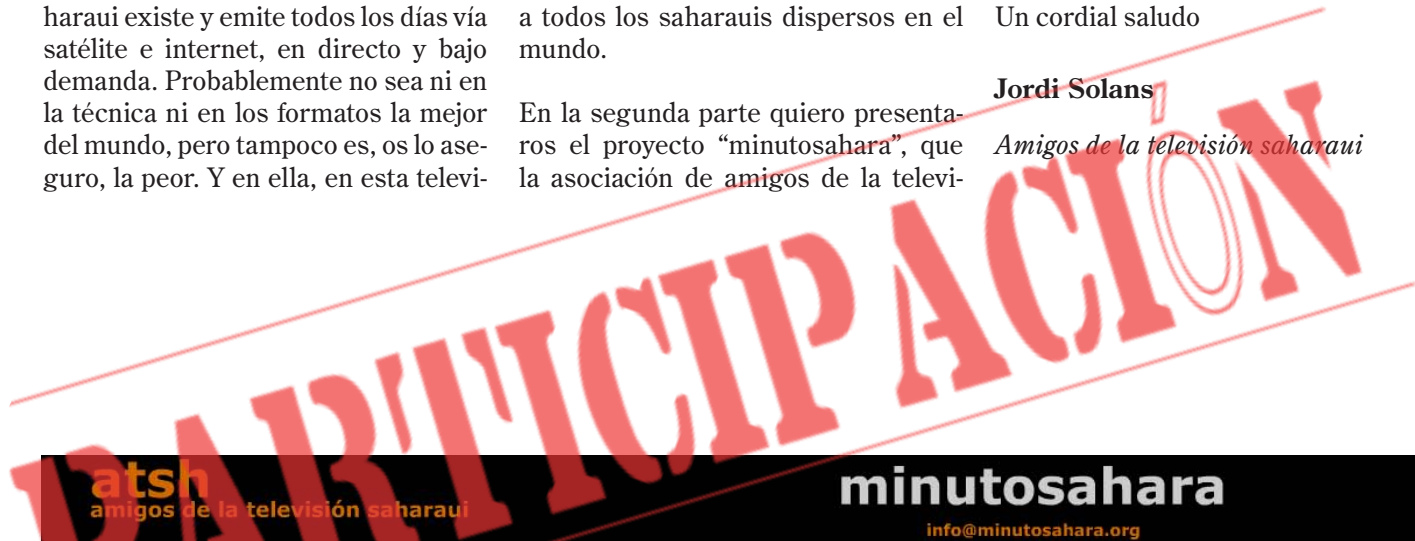 haraui existe y emite todos los días vía
satélite e internet, en directo y bajo
demanda. Probablemente no sea ni en
la técnica ni en los formatos la mejor
del mundo, pero tampoco es, os lo ase-
guro, la peor. Y en ella, en esta televi-
a todos los saharauis dispersos en el
mundo.
En la segunda parte quiero presenta-
ros el proyecto “minutosahara”, que
la asociación de amigos de la televi-
Un cordial saludo
Jordi Solans
Amigos de la televisión saharaui
PARTICIPACIÓN
atsh
amigos de la televisión saharaui
minutosahara
info@minutosahara.org